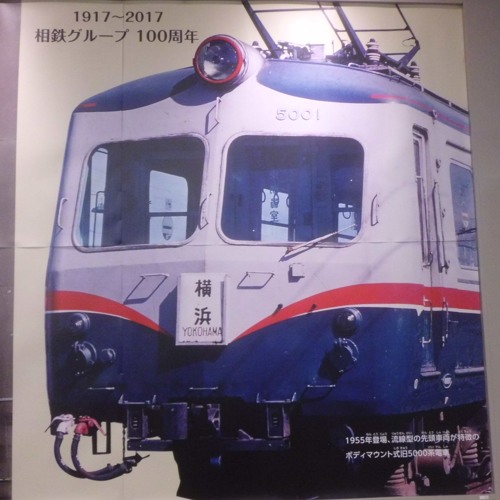 1917～2017
相鉄グループ 100周年
5001
横
浜
YOKOHAMA
1955年登場、流線型の先頭車両が特徴の
ボディマウント式旧5000系電車